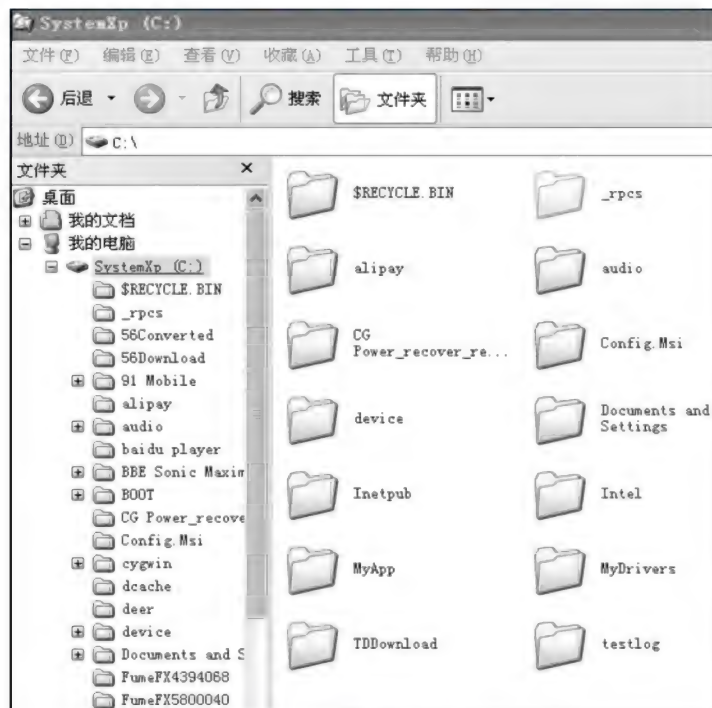 SystemXp (C:)
文件(F) 编辑(E) 查看(V) 收藏(A) 工具(T) 帮助(H)
后退 搜索 文件夹
地址(D) C:\
文件夹
桌面
我的文档
我的电脑
SystemXp (C:)
$RECYCLE.BIN
_rpcs
56Converted
56Download
91 Mobile
alipay
audio
baidu player
BBE Sonic Maxim
BOOT
CG Power_recove
Config.Msi
cygwin
dcache
deer
device
Documents and S
FumeFX4394068
FumeFX5800040
$RECYCLE.BIN
_rpcs
alipay
audio
CG
Power_recover_re...
Config.Msi
device
Documents and
Settings
Inetpub
Intel
MyApp
MyDrivers
TDDownload
testlog